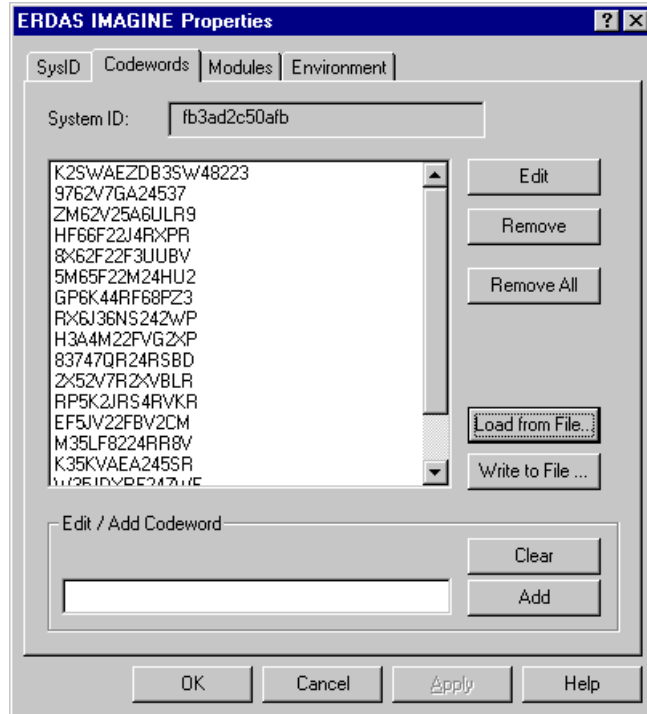 ERDAS IMAGINE Properties
SysID Codewords Modules Environment
System ID: fb3ad2c50afb
K2SWAEZDB3SW48223
9762V7GA24537
ZM62V25A6ULR9
HF66F22J4RXPR
8X62F22F3UUBV
5M65F22M24HU2
GP6K44RF68PZ3
RX6J36NS242WP
H3A4M22FVG2XP
83747QR24RSBD
2X52V7R2XVBLR
RP5K2JRS4RVKR
EF5JV22FBV2CM
M35LF8224RR8V
K35KVAEA245SR
Edit
Remove
Remove All
Load from File...
Write to File ...
Edit / Add Codeword
Clear
Add
OK Cancel Apply Help